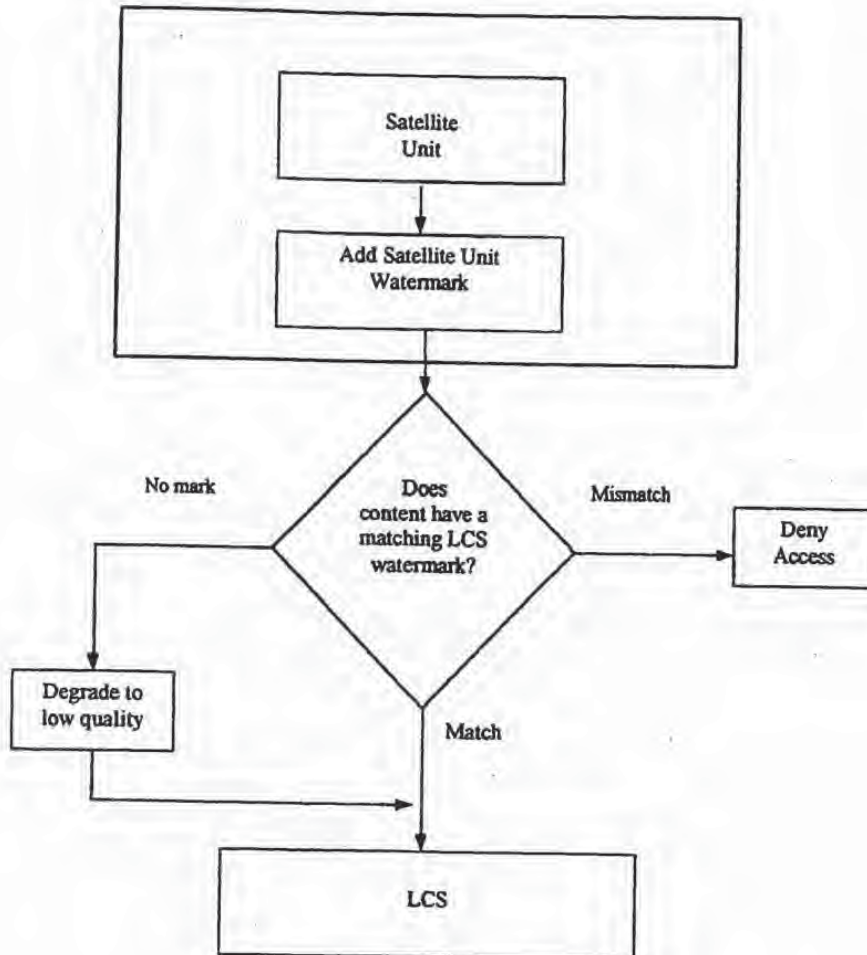 Satellite
Unit
Add Satellite Unit
Watermark
No mark
Does
content have a
matching LCS
watermark?
Mismatch
Deny
Access
Degrade to
low quality
Match
LCS